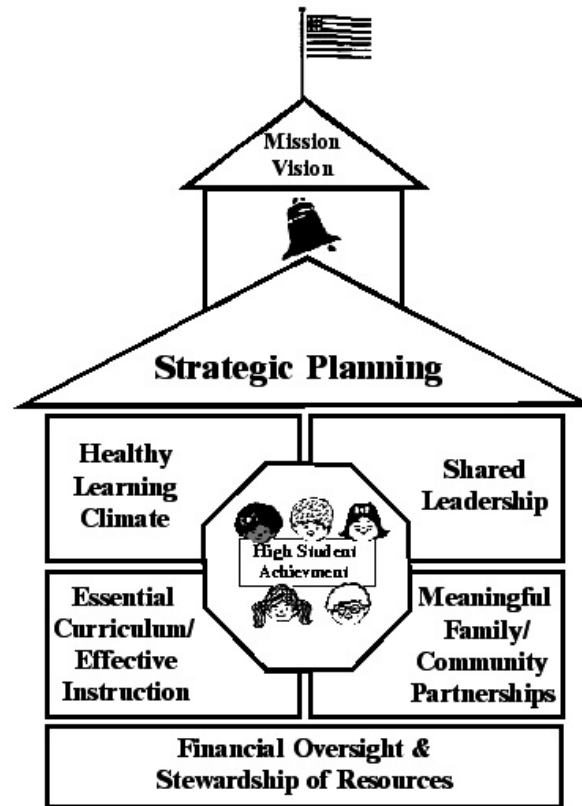 Mission
Vision
Strategic Planning
Healthy
Learning
Climate
Shared
Leadership
High Student
Achievment
Essential
Curriculum/
Effective
Instruction
Meaningful
Family/
Community
Partnerships
Financial Oversight &
Stewardship of Resources